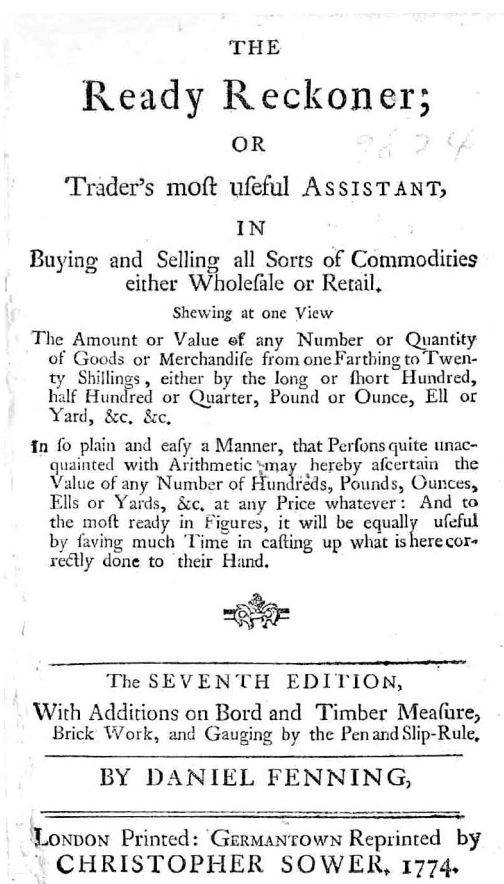 THE
Ready Reckoner;
OR
9824
Trader's moſt uſeful ASSISTANT,
IN
Buying and Selling all Sorts of Commodities
either Wholeſale or Retail.
Shewing at one View
The Amount or Value of any Number or Quantity
of Goods or Merchandiſe from one Farthing to Twen-
ty Shillings, either by the long or ſhort Hundred,
half Hundred or Quarter, Pound or Ounce, Ell or
Yard, &c. &c.
In ſo plain and eaſy a Manner, that Perſons quite unac-
quainted with Arithmetic may hereby aſcertain the
Value of any Number of Hundreds, Pounds, Ounces,
Ells or Yards, &c. at any Price whatever: And to
the moſt ready in Figures, it will be equally uſeful
by ſaving much Time in caſting up what is here cor-
rectly done to their Hand.
The SEVENTH EDITION,
With Additions on Bord and Timber Meaſure,
Brick Work, and Gauging by the Pen and Slip-Rule.
BY DANIEL FENNING,
LONDON Printed: GERMANTOWN Reprinted by
CHRISTOPHER SOWER. 1774.